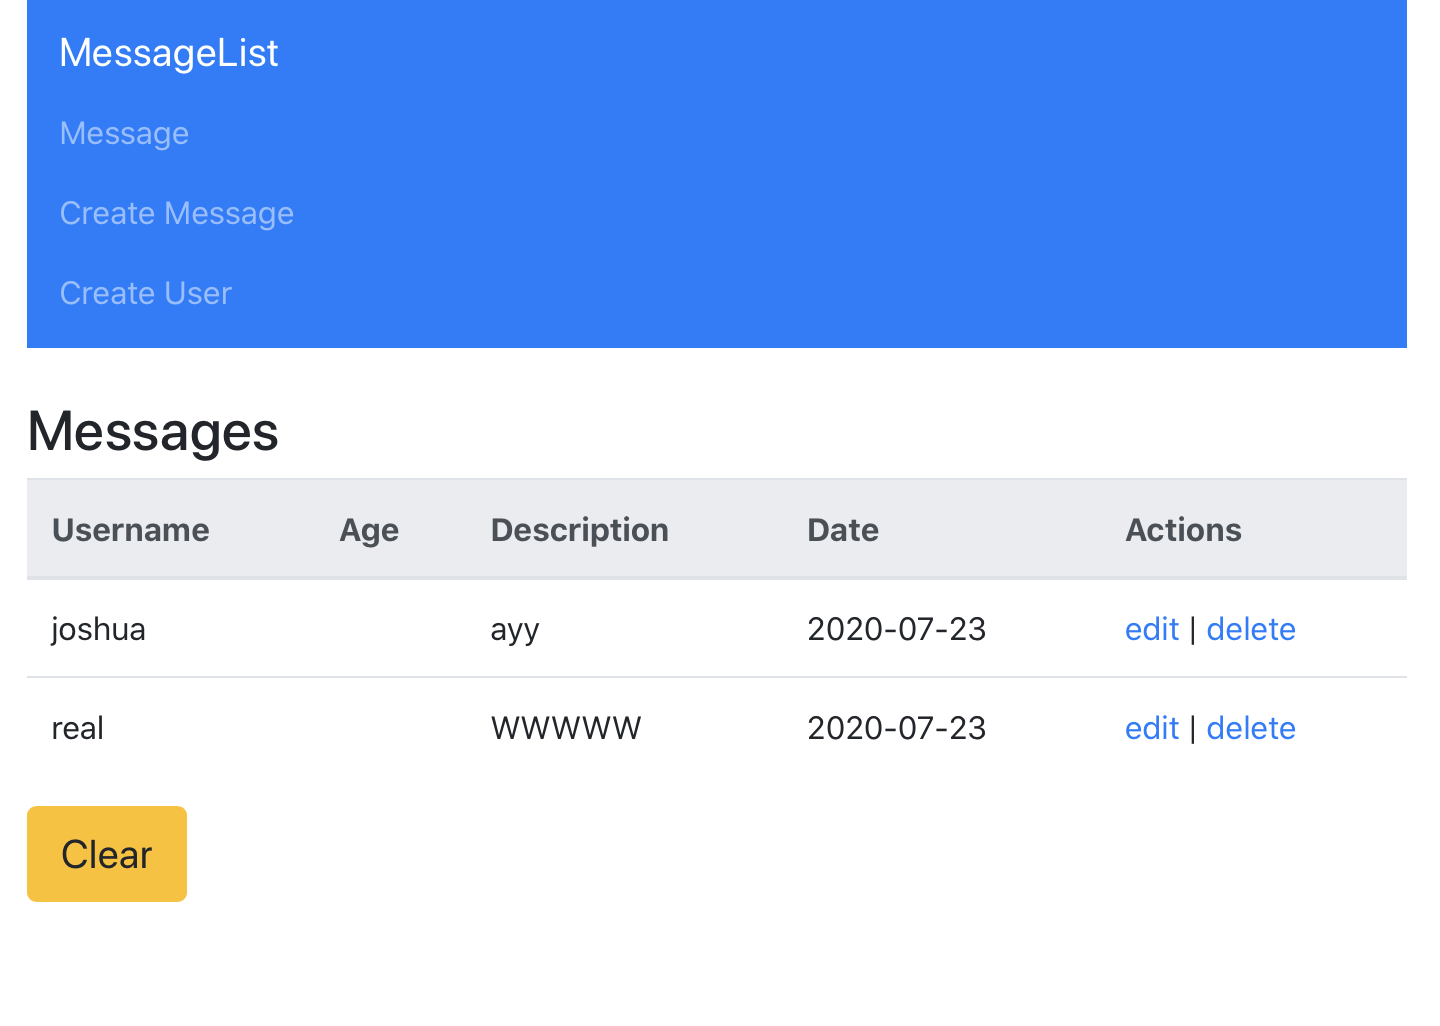 MessageList
Message
Create Message
Create User
Messages
Username Age Description Date Actions
joshua ayy 2020-07-23 edit | delete
real WWWWW 2020-07-23 edit | delete
Clear